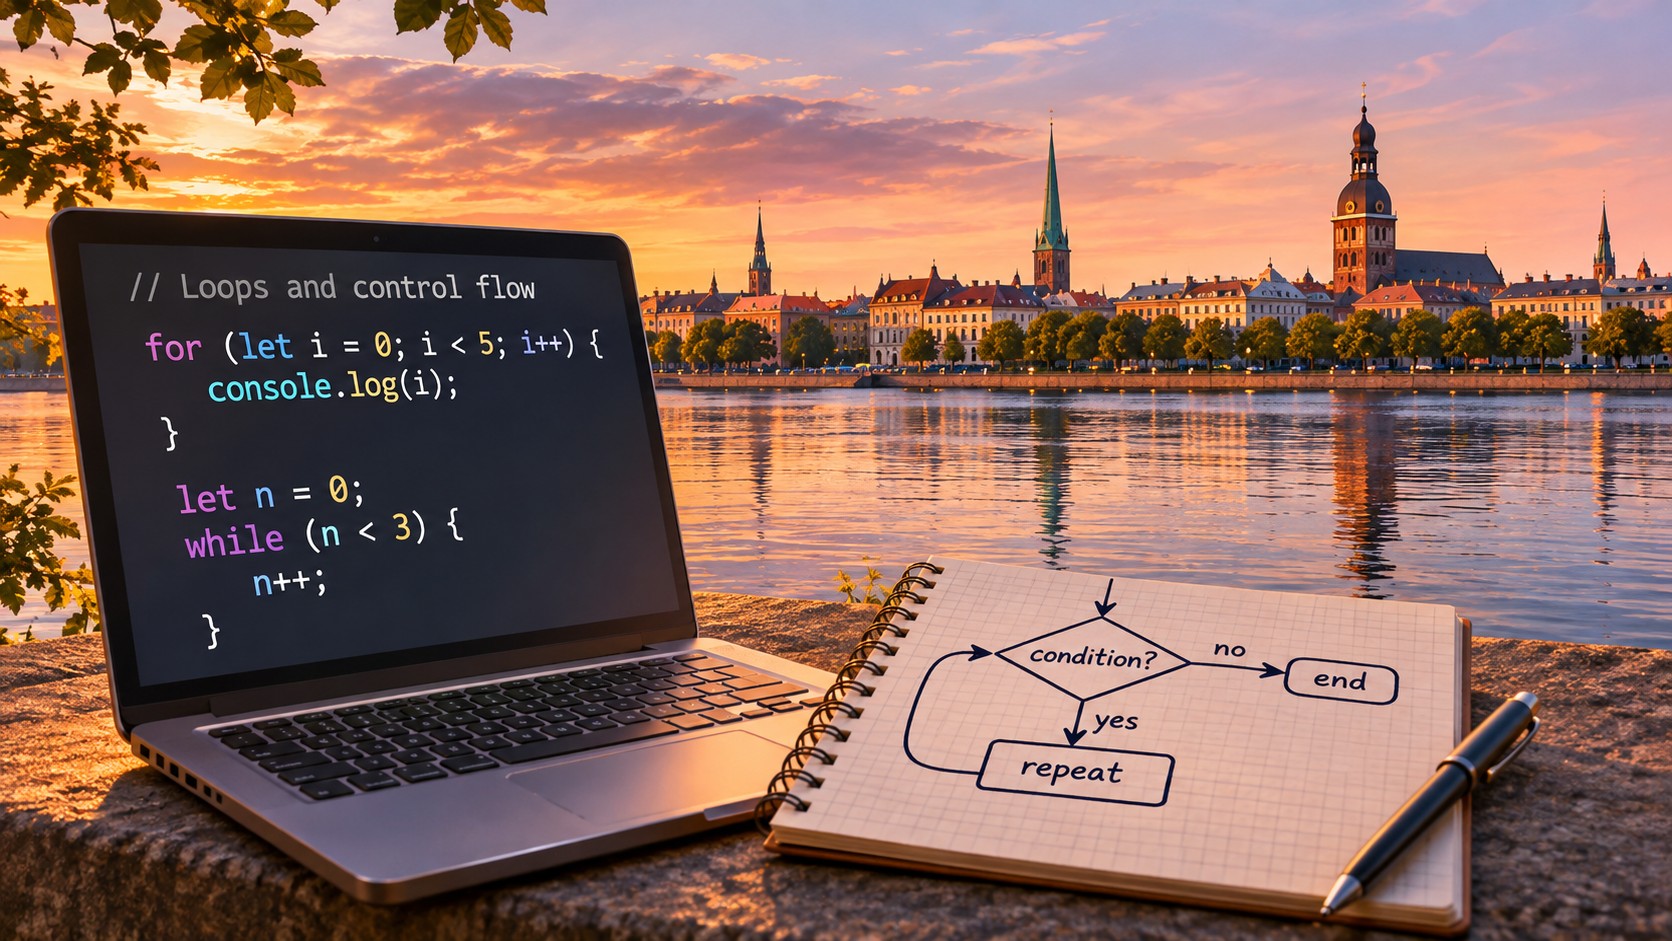 // Loops and control flow
for (let i = 0; i < 5; i++) {
    console.log(i);
}
let n = 0;
while (n < 3) {
    n++;
}
condition?
no
end
yes
repeat